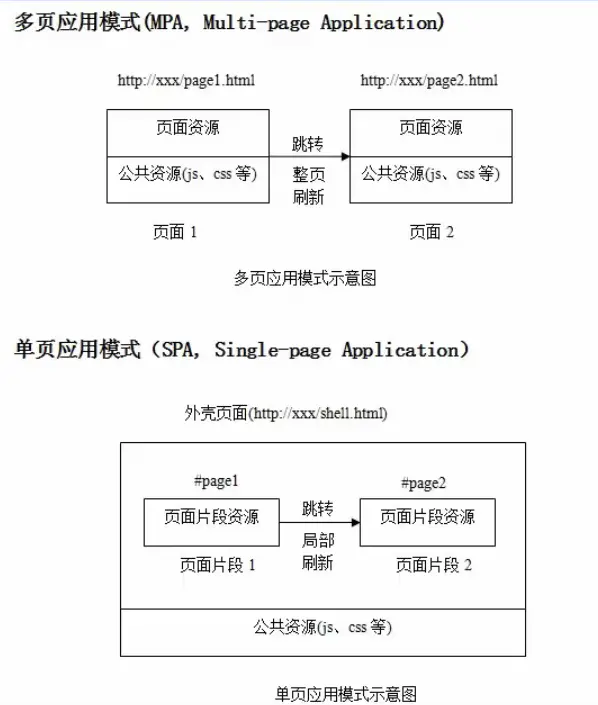 多页应用模式(MPA, Multi-page Application)
http://xxx/page1.html
http://xxx/page2.html
页面资源
公共资源(js、css 等)
页面 1
跳转
整页
刷新
页面资源
公共资源(js、css 等)
页面 2
多页应用模式示意图
单页应用模式（SPA, Single-page Application）
外壳页面(http://xxx/shell.html)
#page1
#page2
页面片段资源
页面片段 1
跳转
局部
刷新
页面片段资源
页面片段 2
公共资源(js、css 等)
单页应用模式示意图